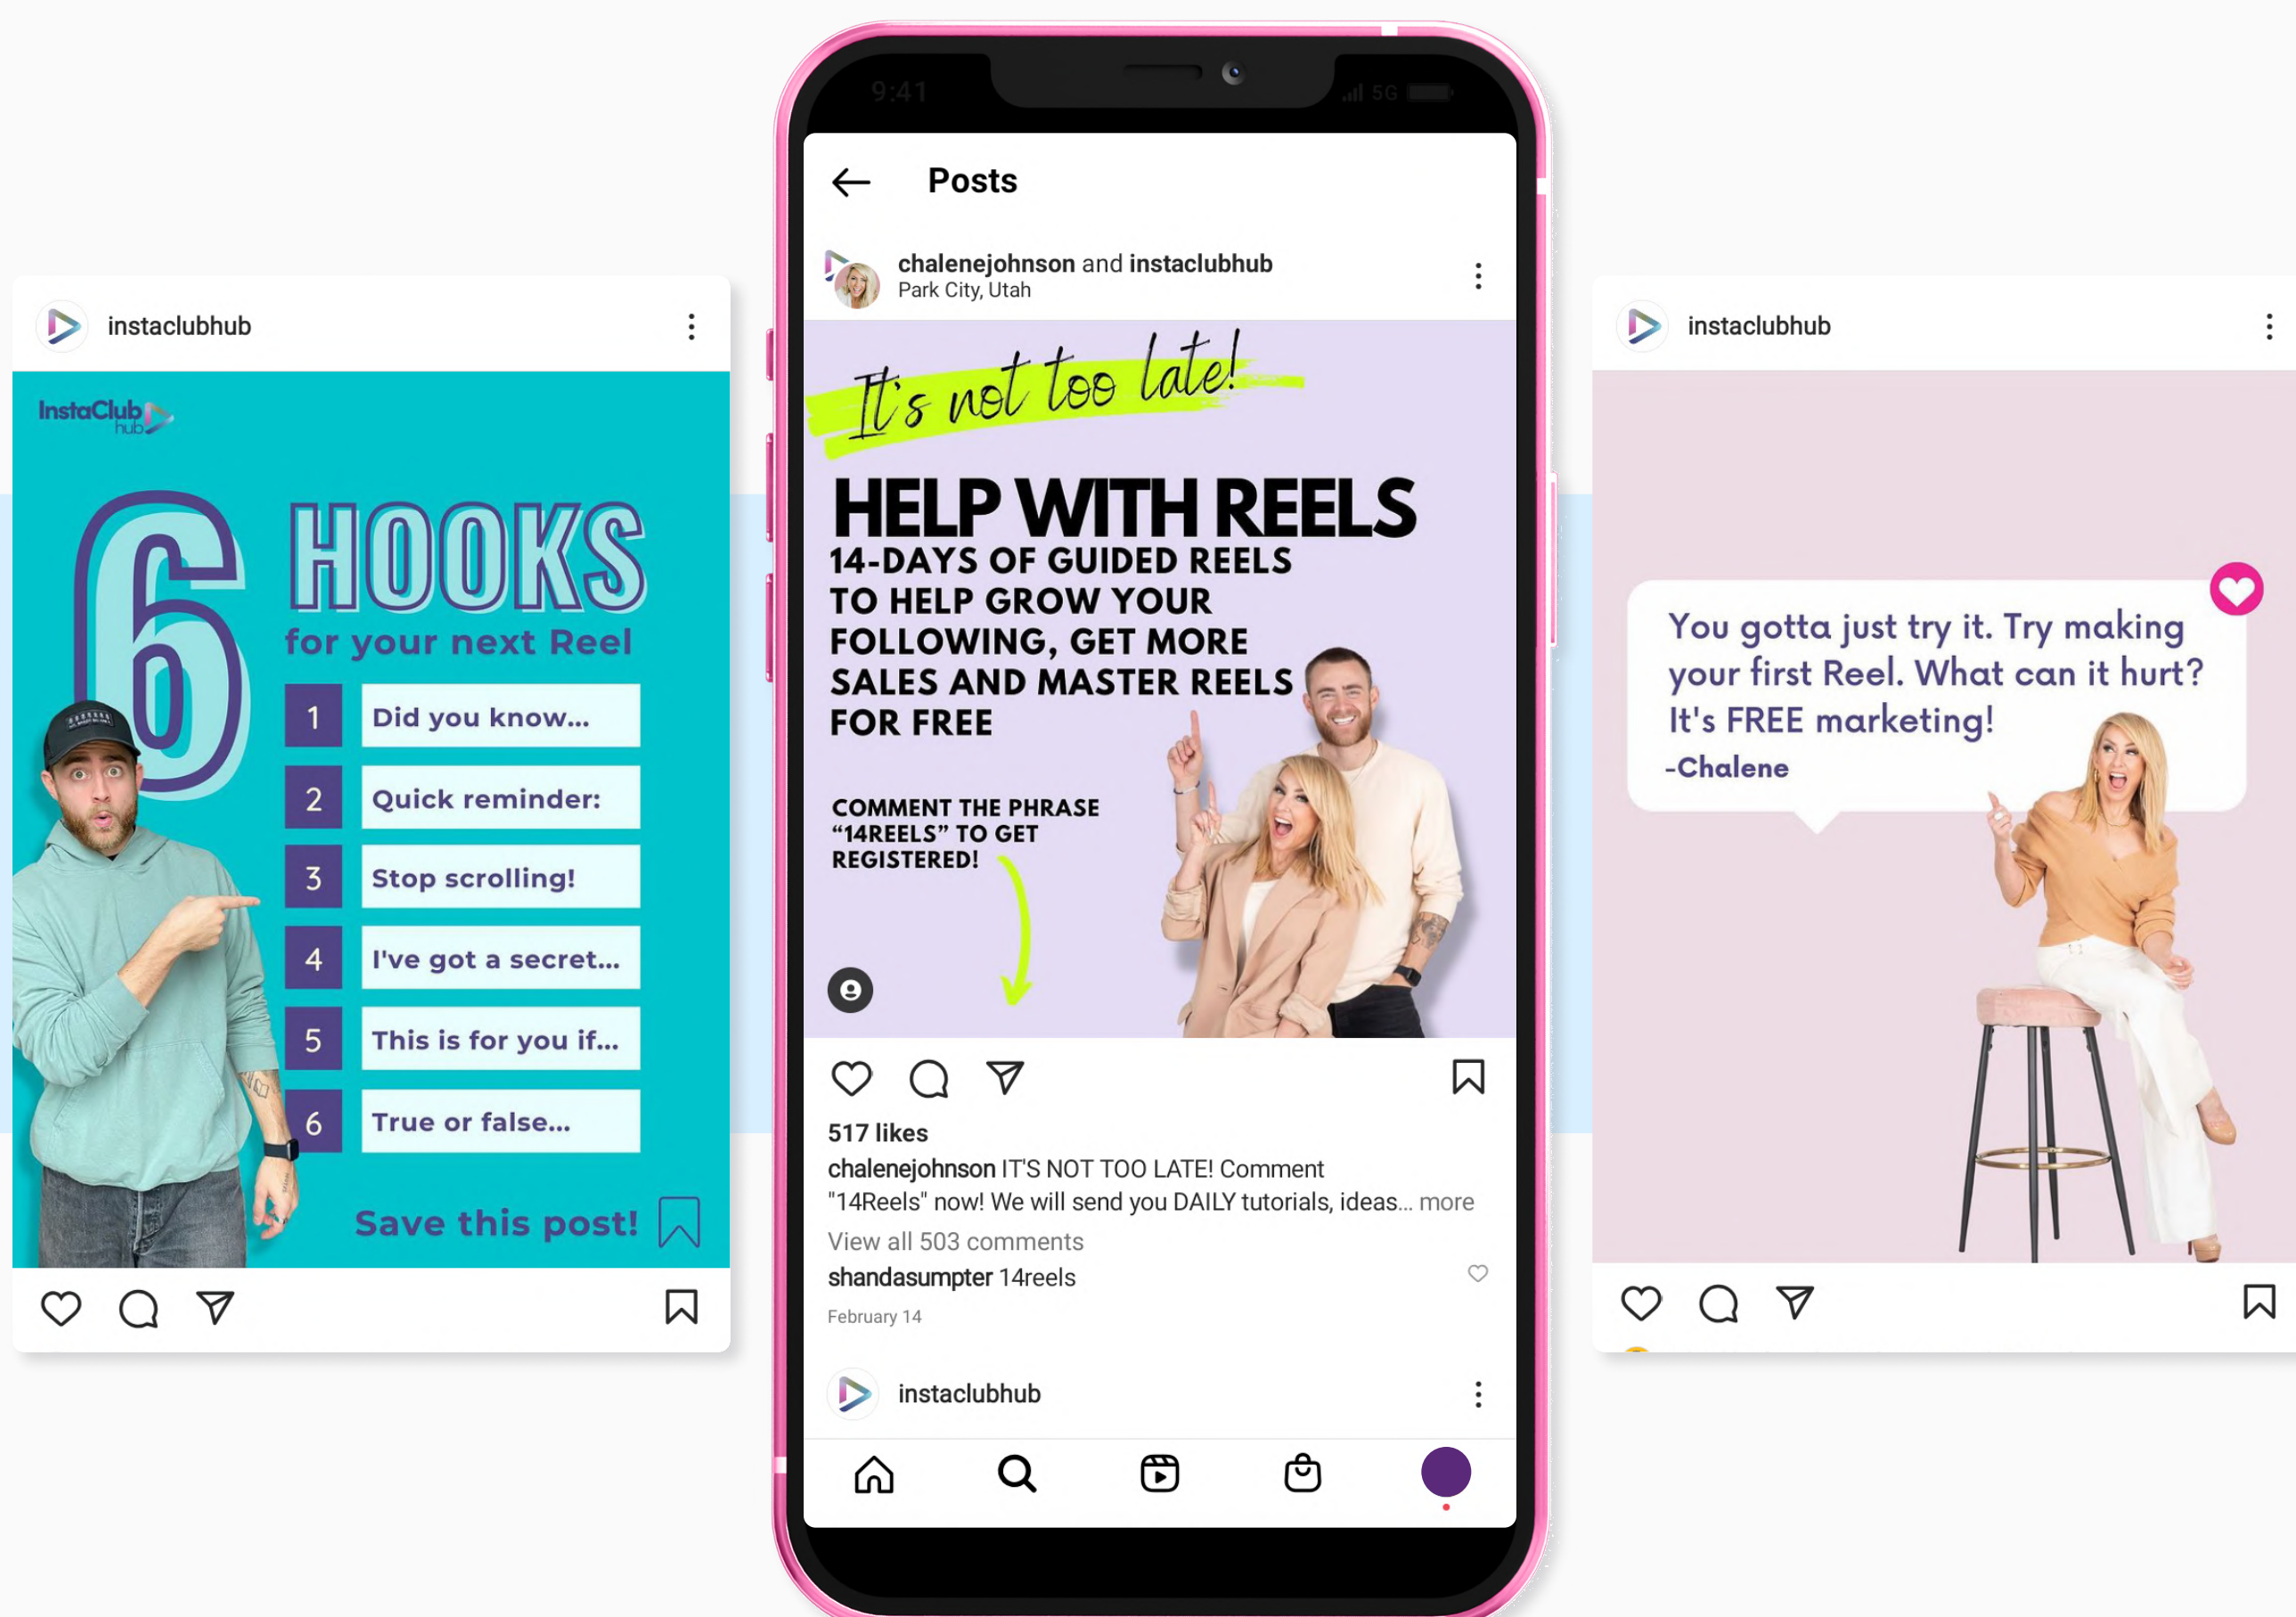 instaclubhub
InstaClub
hub
6
HOOKS
for your next Reel
1
Did you know...
2
Quick reminder:
3
Stop scrolling!
4
I've got a secret...
5
This is for you if...
6
True or false...
Save this post!
9:41
5G
Posts
chalenejohnson and instaclubhub
Park City, Utah
It's not too late!
HELP WITH REELS
14-DAYS OF GUIDED REELS
TO HELP GROW YOUR
FOLLOWING, GET MORE
SALES AND MASTER REELS
FOR FREE
COMMENT THE PHRASE
“14REELS” TO GET
REGISTERED!
517 likes
chalenejohnson IT'S NOT TOO LATE! Comment
"14Reels" now! We will send you DAILY tutorials, ideas... more
View all 503 comments
shandasumpter 14reels
February 14
instaclubhub
instaclubhub
You gotta just try it. Try making
your first Reel. What can it hurt?
It's FREE marketing!
-Chalene